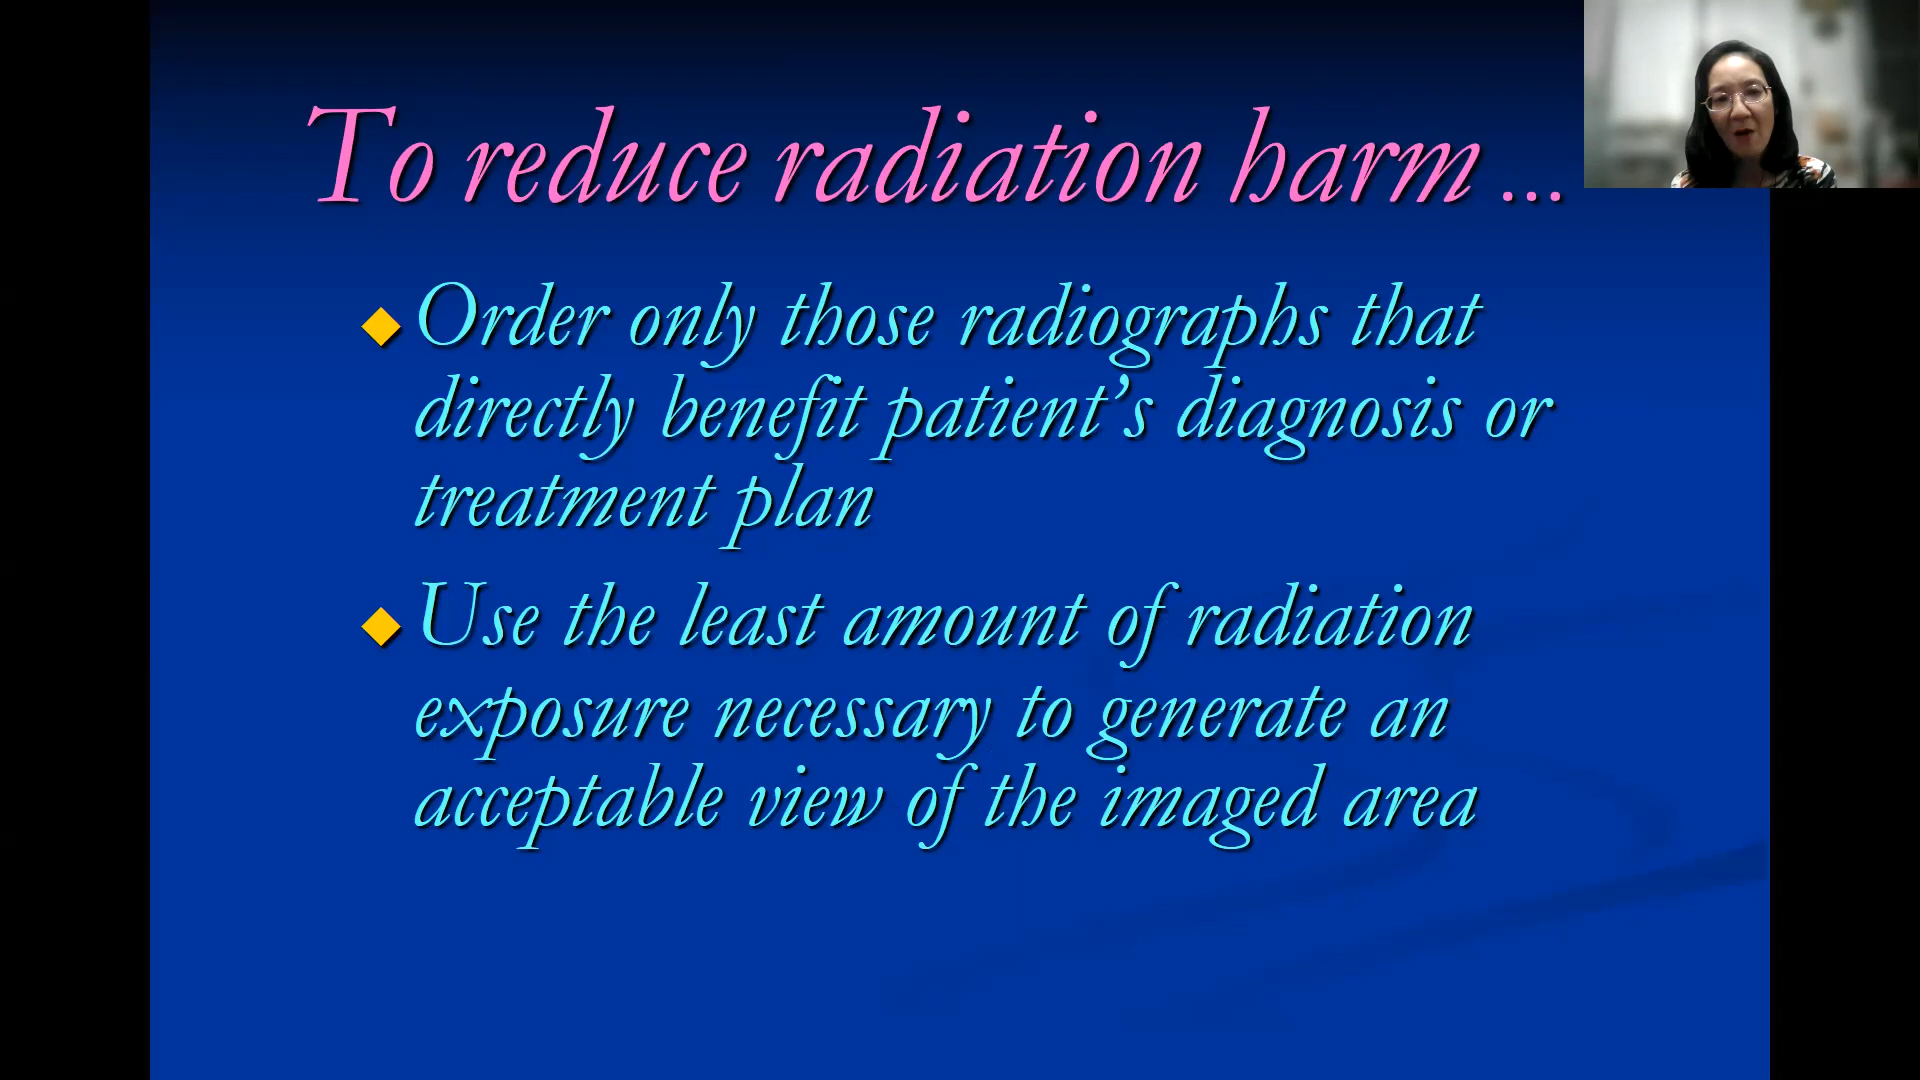 To reduce radiation harm ...
Order only those radiographs that
directly benefit patient’s diagnosis or
treatment plan
Use the least amount of radiation
exposure necessary to generate an
acceptable view of the imaged area